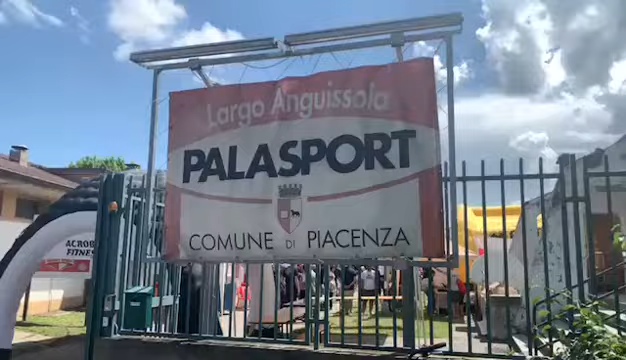 Largo Anguissola
PALASPORT
COMUNE DI PIACENZA
ACROB
FITNES